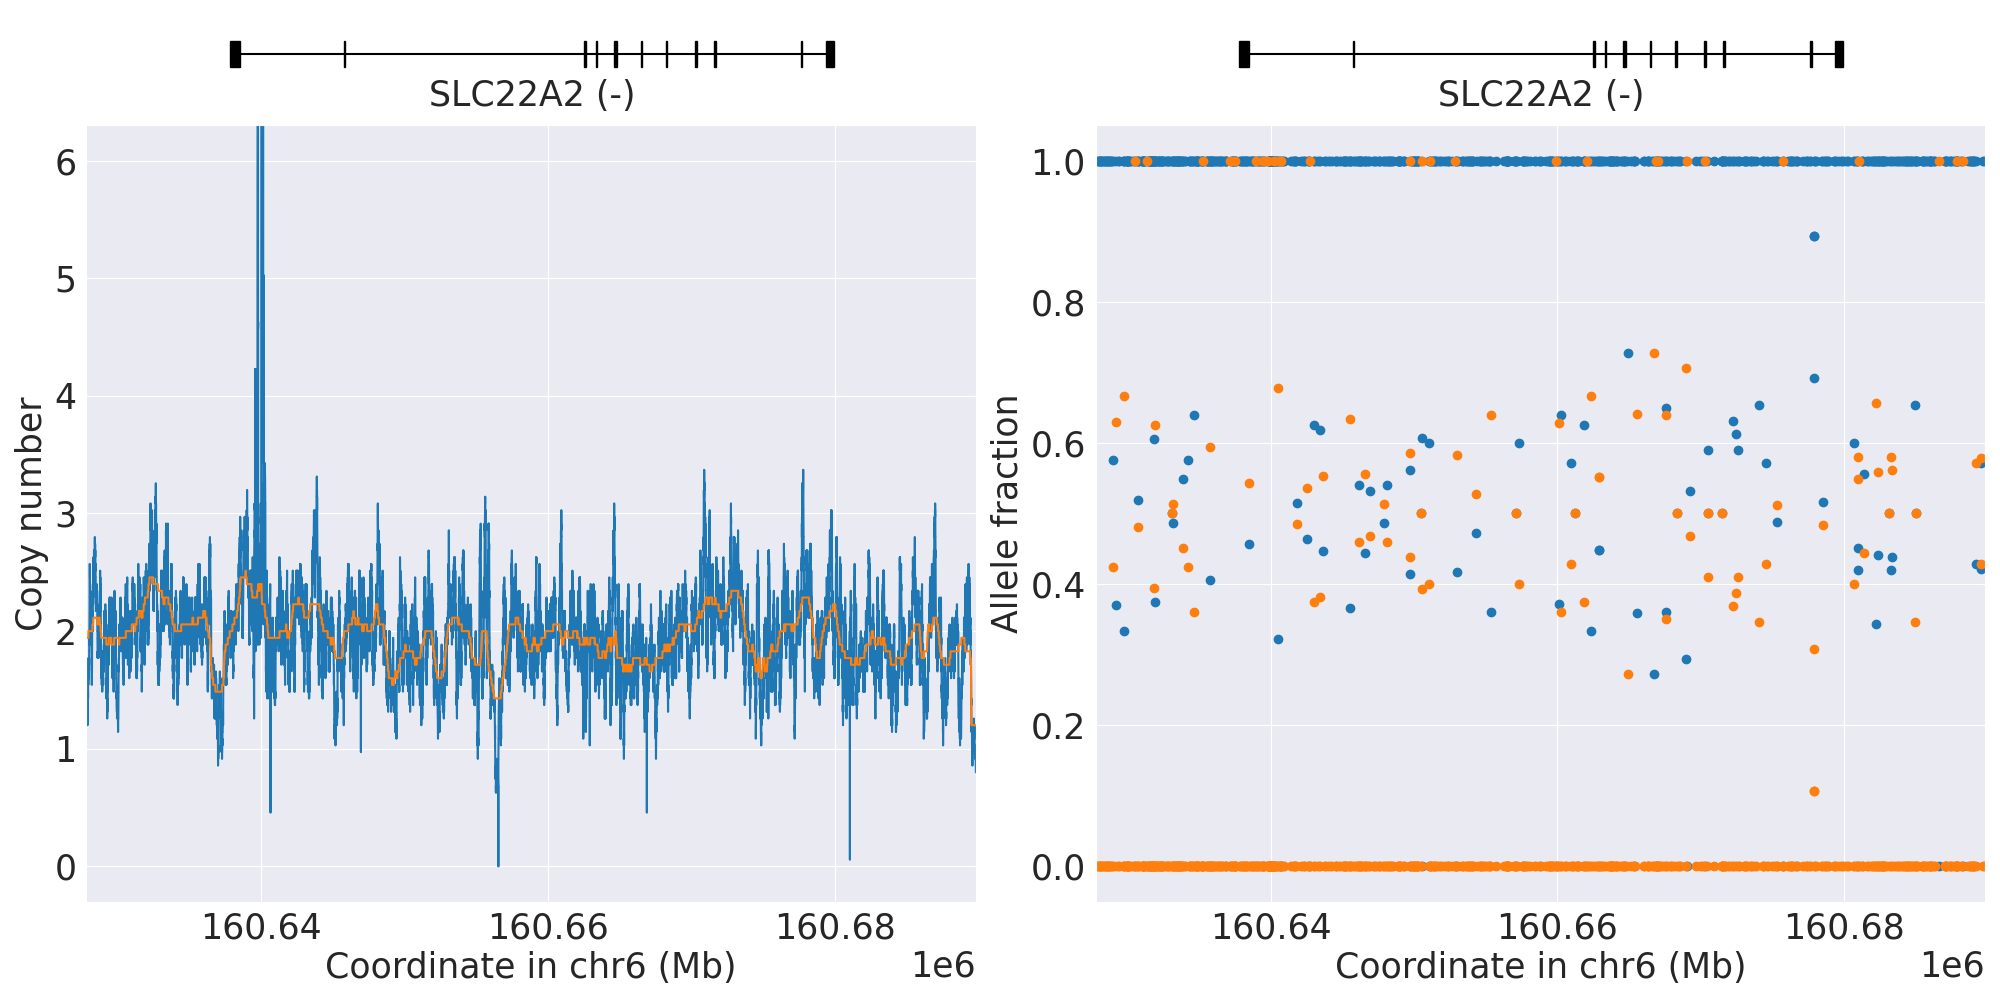 SLC22A2 (-)
6
5
4
3
2
1
0
Copy number
160.64
160.66
160.68
Coordinate in chr6 (Mb)
1e6
SLC22A2 (-)
1.0
0.8
0.6
0.4
0.2
0.0
Allele fraction
160.64
160.66
160.68
Coordinate in chr6 (Mb)
1e6